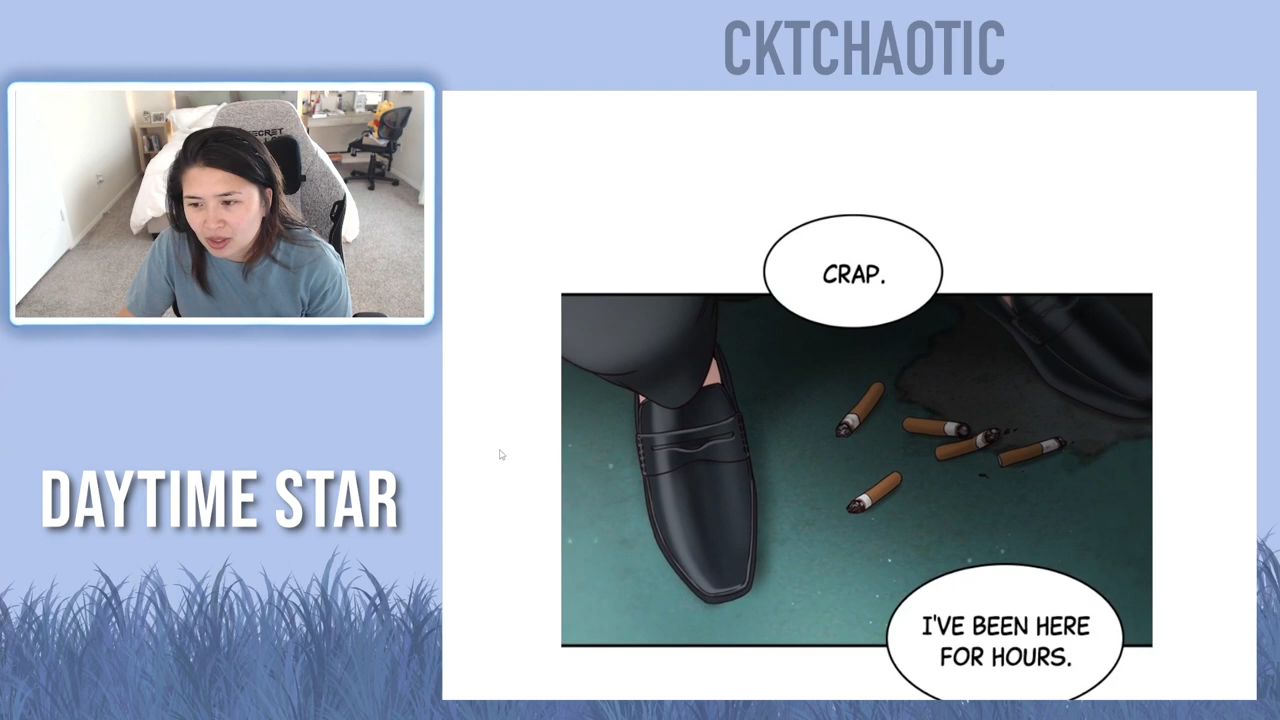 CKTCHAOTIC
CRAP.
I'VE BEEN HERE
FOR HOURS.
DAYTIME STAR